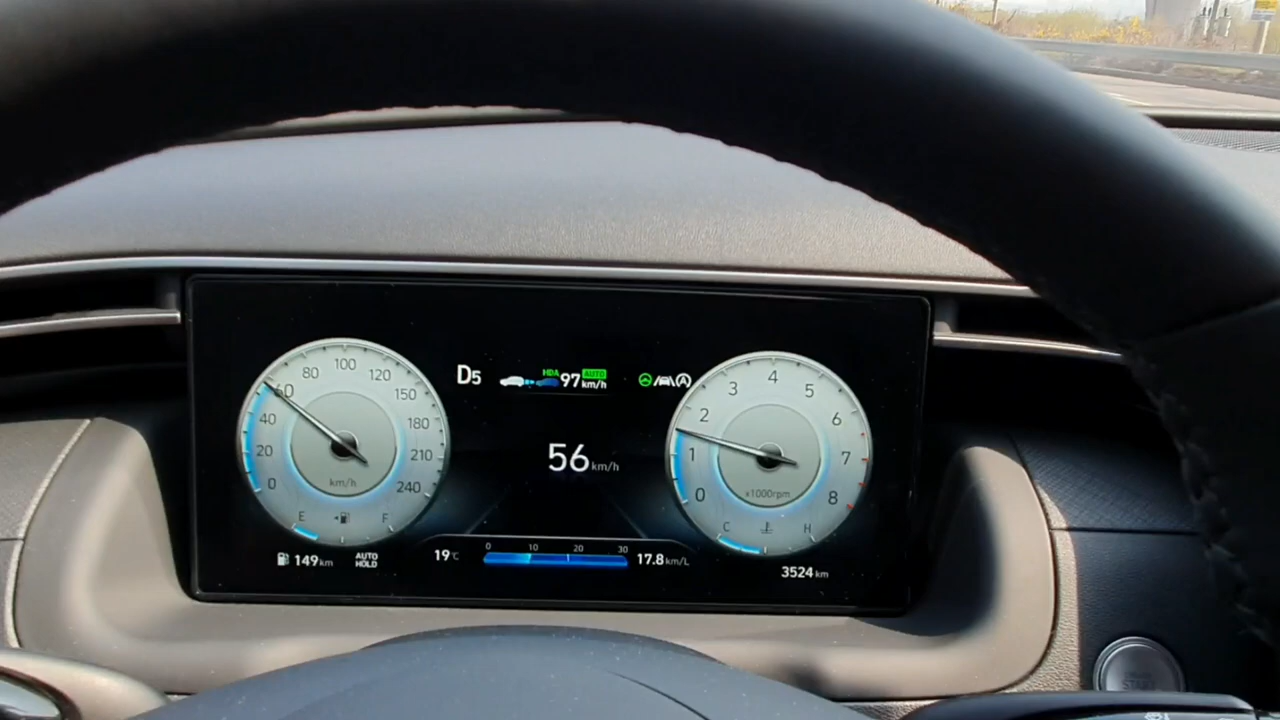 100
80
120
60
150
40
180
20
210
0
240
km/h
E
F
149km
AUTO
HOLD
D5
HDA
97
AUTO
km/h
56km/h
19℃
0 10 20 30
17.8km/L
4
3
5
2
6
1
7
0
8
x1000rpm
C
H
3524km